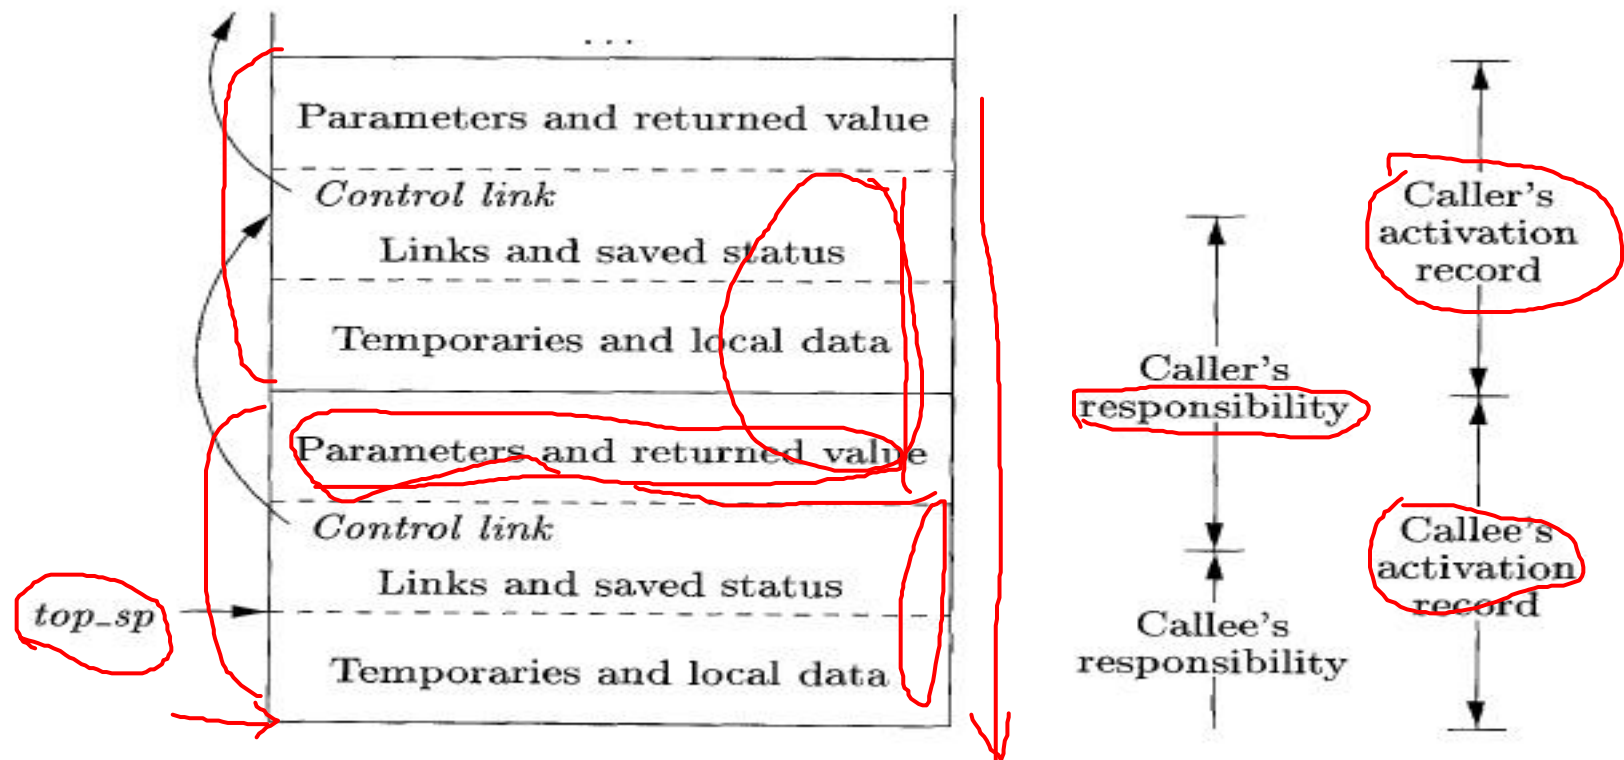 . . .
Parameters and returned value
Control link
Links and saved status
Temporaries and local data
Parameters and returned value
Control link
Links and saved status
Temporaries and local data
top_sp
Caller's
responsibility
Callee's
responsibility
Caller's
activation
record
Callee's
activation
record